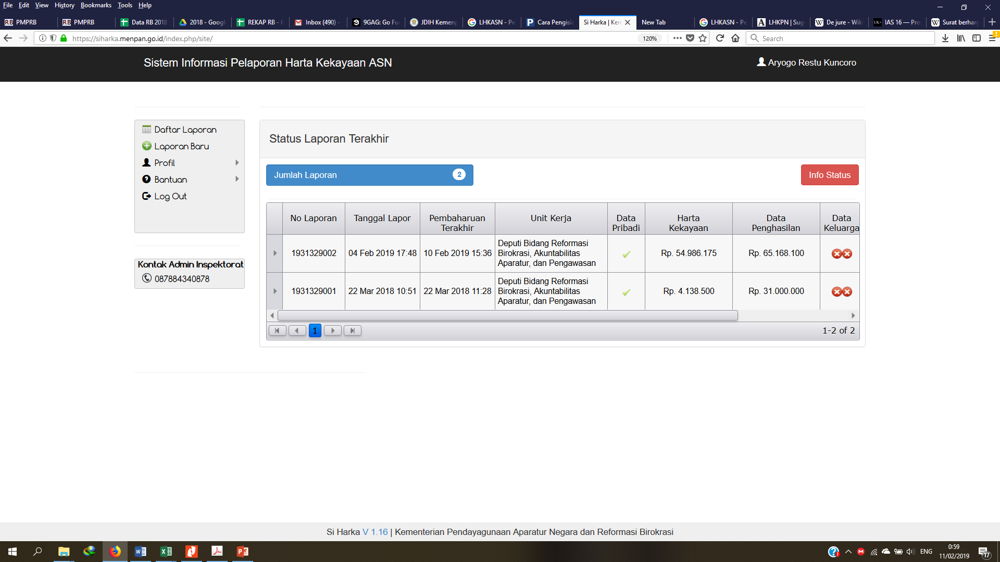 File Edit View History Bookmarks Tools Help
RB PMPRB
RB PMPRB
Data RB 2018
2018 - Googl
REKAP RB - G
Inbox (490) -
9GAG: Go Fu
JDIH Kemenp
LHKASN - Pe
Cara Pengisia
Si Harka | Kem
New Tab
LHKASN - Pe
LHKPN | Sug
De jure - Wiki
IAS 16 — Pro
Surat berharg
https://siharka.menpan.go.id/index.php/site/
120%
Search
Sistem Informasi Pelaporan Harta Kekayaan ASN
Aryogo Restu Kuncoro
Daftar Laporan
Laporan Baru
Profil
Bantuan
Log Out
Kontak Admin Inspektorat
087884340878
Status Laporan Terakhir
Jumlah Laporan 2
Info Status
No Laporan Tanggal Lapor Pembaharuan Terakhir Unit Kerja Data Pribadi Harta Kekayaan Data Penghasilan Data Keluarga
1931329002 04 Feb 2019 17:48 10 Feb 2019 15:36
Deputi Bidang Reformasi
Birokrasi, Akuntabilitas
Aparatur, dan Pengawasan
Rp. 54.986.175 Rp. 65.168.100
1931329001 22 Mar 2018 10:51 22 Mar 2018 11:28
Deputi Bidang Reformasi
Birokrasi, Akuntabilitas
Aparatur, dan Pengawasan
Rp. 4.138.500 Rp. 31.000.000
1
1-2 of 2
Si Harka V 1.16 | Kementerian Pendayagunaan Aparatur Negara dan Reformasi Birokrasi
ENG
0:59
11/02/2019
17